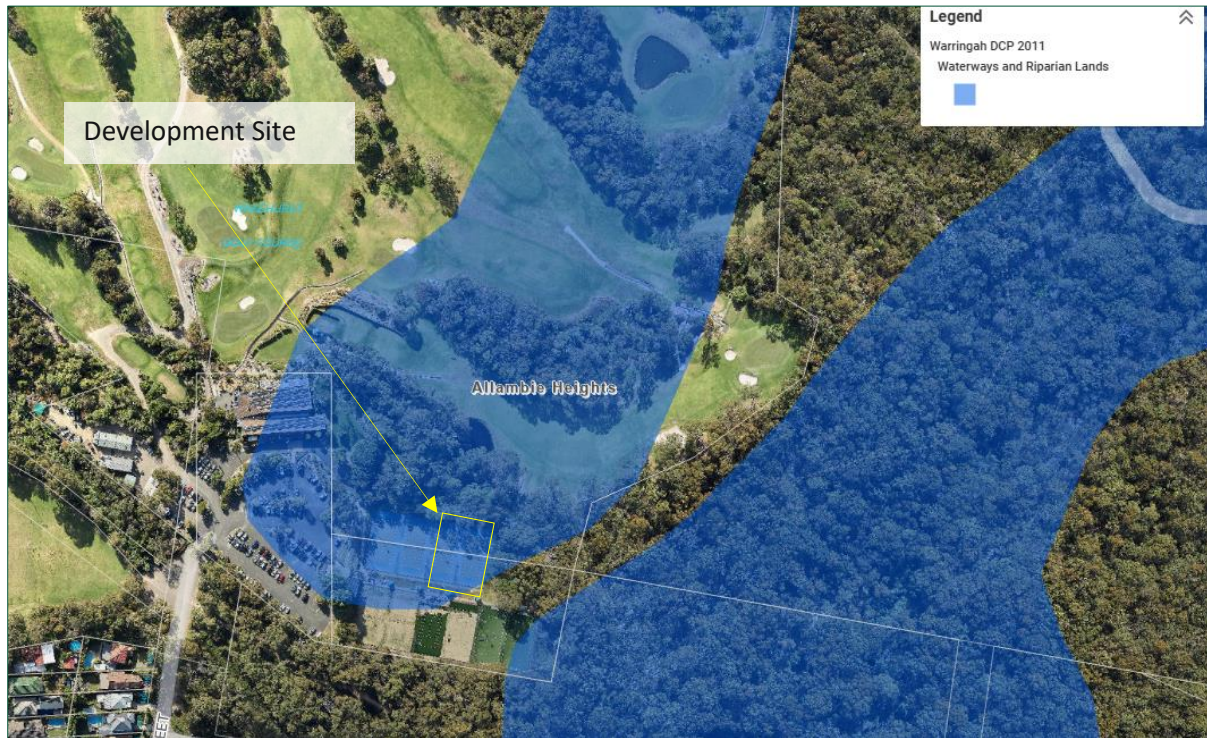 Legend
Warringah DCP 2011
Waterways and Riparian Lands
Development Site
Allambie Heights